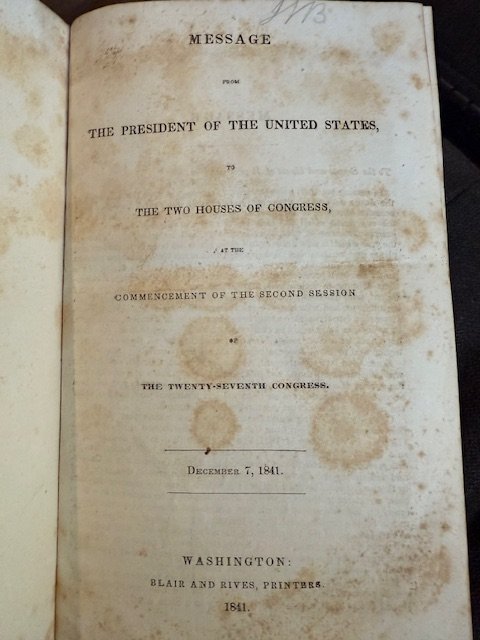 MESSAGE
FROM
THE PRESIDENT OF THE UNITED STATES,
TO
THE TWO HOUSES OF CONGRESS,
AT THE
COMMENCEMENT OF THE SECOND SESSION
OF
THE TWENTY-SEVENTH CONGRESS.
DECEMBER 7, 1841.
WASHINGTON:
BLAIR AND RIVES, PRINTERS.
1841.